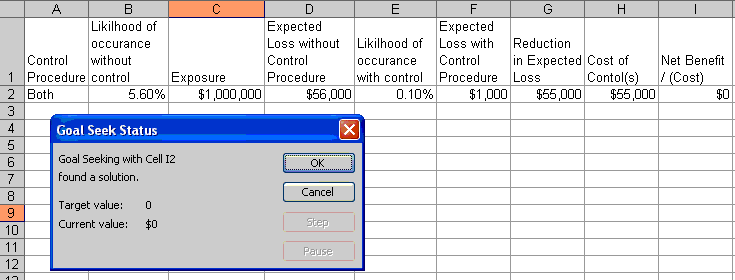 A B C D E F G H I
1 Control Procedure Liklihood of occurance without control Exposure Expected Loss without Control Procedure Likilhood of occurance with control Expected Loss with Control Procedure Reduction in Expected Loss Cost of Contol(s) Net Benefit / (Cost)
2 Both 5.60% $1,000,000 $56,000 0.10% $1,000 $55,000 $55,000 $0
3
4
Goal Seek Status
5
6
Goal Seeking with Cell I2
OK
7
found a solution.
8
Cancel
Target value: 0
9
Current value: $0
Step
10
11
Pause
12